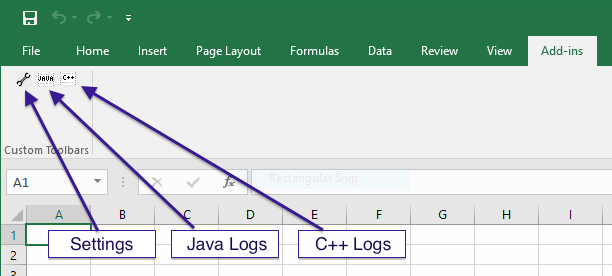 File Home Insert Page Layout Formulas Data Review View Add-ins
JAVA C++
Custom Toolbars
A1 fx Rectangular Snip
A B C D E F G H I
1
Settings Java Logs C++ Logs
2